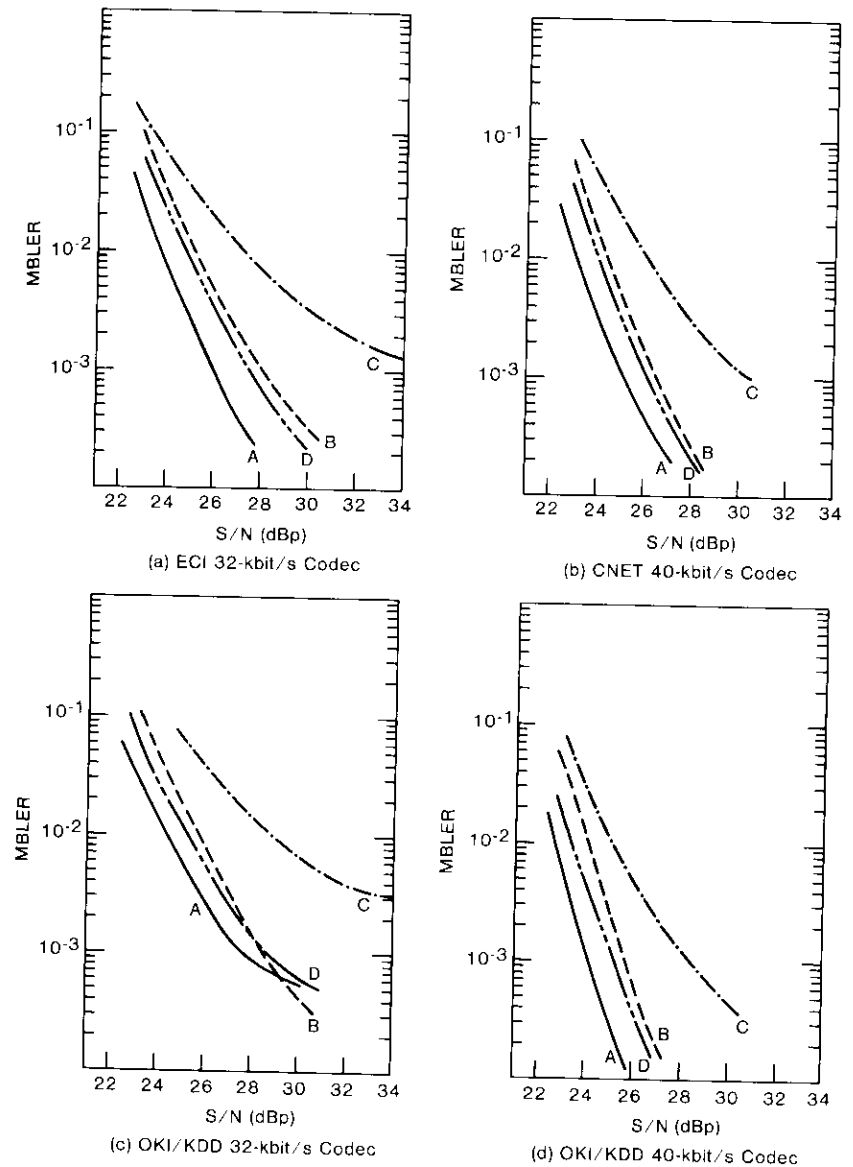 10⁻¹
10⁻²
10⁻³
MBLER
A
D
B
C
22 24 26 28 30 32 34
S/N (dBp)
(a) ECI 32-kbit/s Codec
10⁻¹
10⁻²
10⁻³
MBLER
A
D
B
C
22 24 26 28 30 32 34
S/N (dBp)
(b) CNET 40-kbit/s Codec
10⁻¹
10⁻²
10⁻³
MBLER
A
D
B
C
22 24 26 28 30 32 34
S/N (dBp)
(c) OKI/KDD 32-kbit/s Codec
10⁻¹
10⁻²
10⁻³
MBLER
A
D
B
C
22 24 26 28 30 32 34
S/N (dBp)
(d) OKI/KDD 40-kbit/s Codec